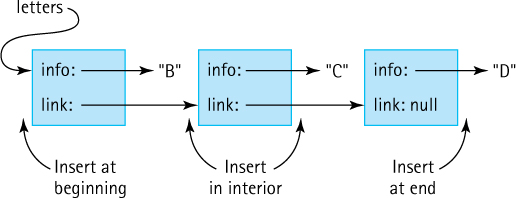 letters
info: "B" info: "C" info: "D"
link: link: link: null
Insert at Insert Insert
beginning in interior at end